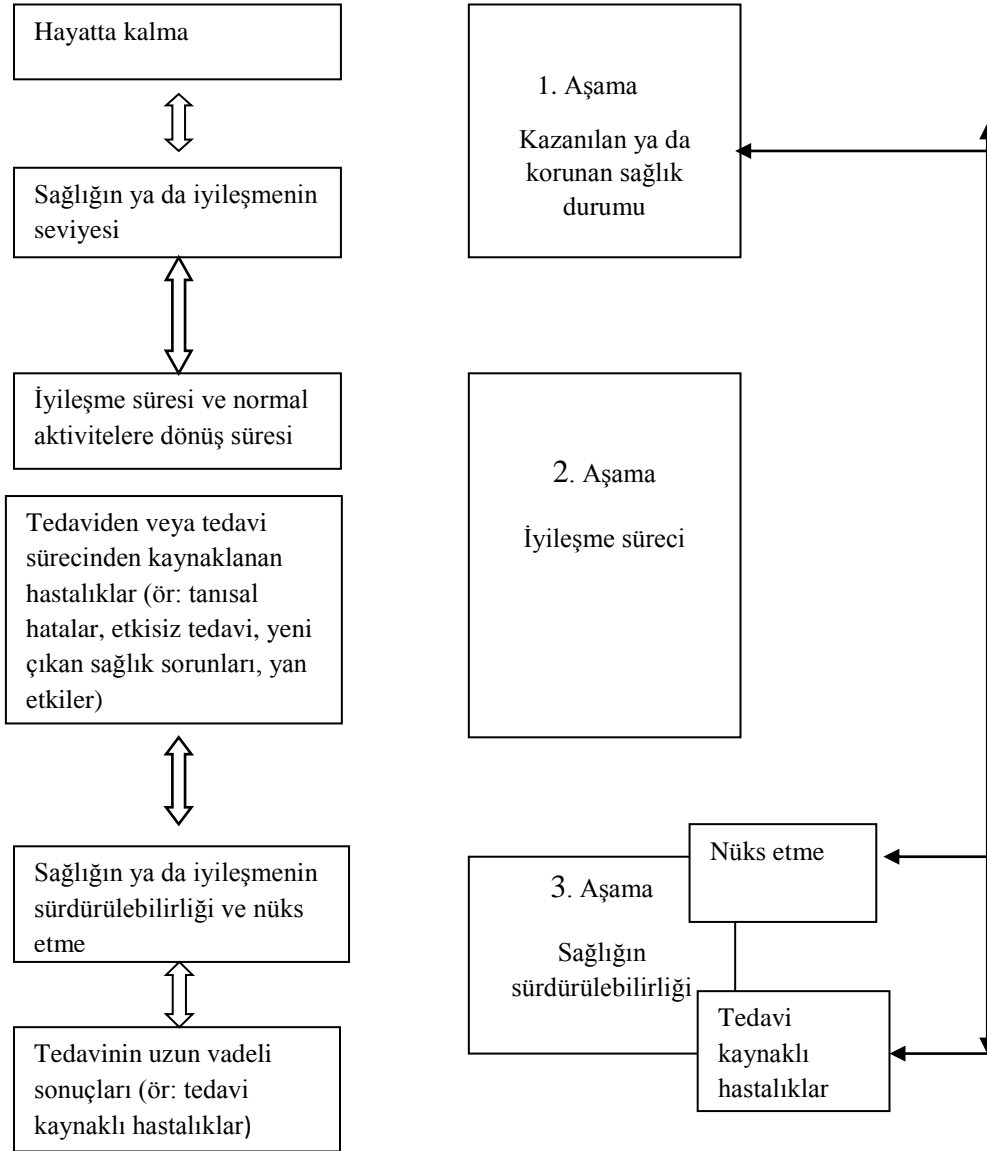 Hayatta kalma
Sağlığın ya da iyileşmenin
seviyesi
İyileşme süresi ve normal
aktivitelere dönüş süresi
Tedaviden veya tedavi
sürecinden kaynaklanan
hastalıklar (ör: tanısal
hatalar, etkisiz tedavi, yeni
çıkan sağlık sorunları, yan
etkiler)
Sağlığın ya da iyileşmenin
sürdürülebilirliği ve nüks
etme
Tedavinin uzun vadeli
sonuçları (ör: tedavi
kaynaklı hastalıklar)
1. Aşama
Kazanılan ya da
korunan sağlık
durumu
2. Aşama
İyileşme süreci
3. Aşama
Sağlığın
sürdürülebilirliği
Nüks etme
Tedavi
kaynaklı
hastalıklar